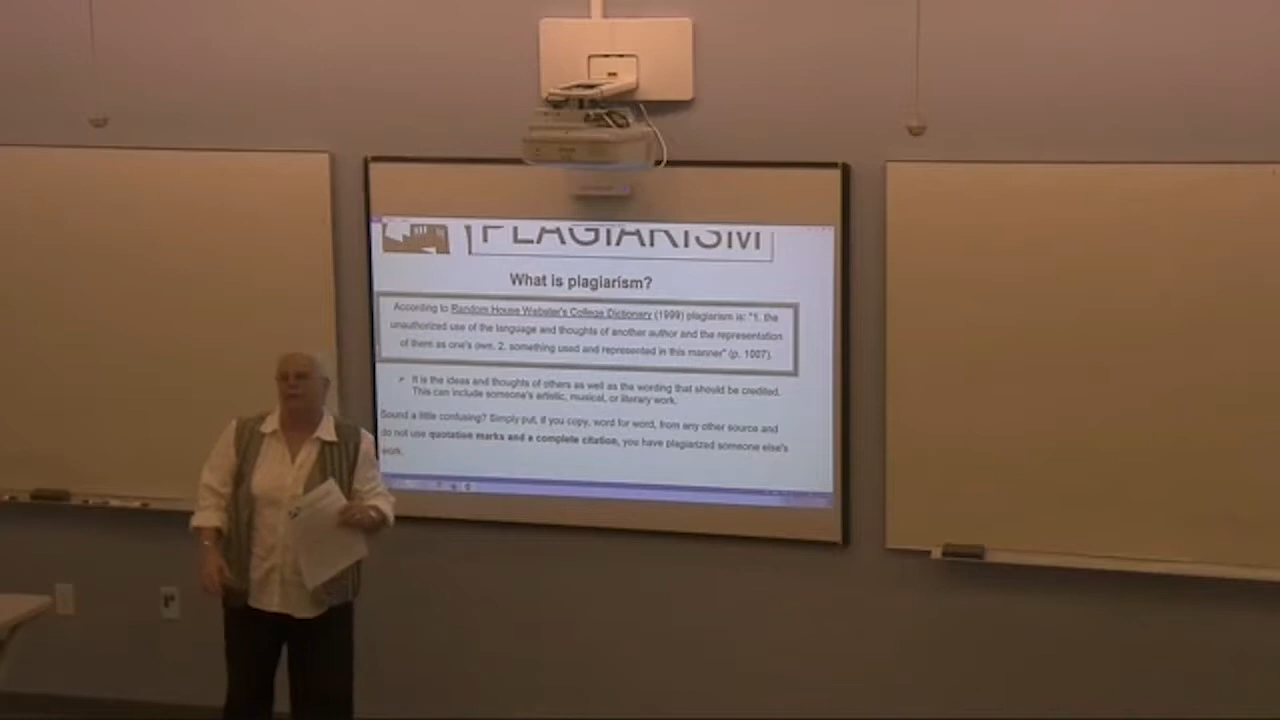 PLAGIARISM
What is plagiarism?
According to Random House Webster's College Dictionary (1999) plagiarism is: "1. the
unauthorized use of the language and thoughts of another author and the representation
of them as one's own. 2. something used and represented in this manner" (p. 1007).
It is the ideas and thoughts of others as well as the wording that should be credited.
This can include someone's artistic, musical, or literary work.
Sound a little confusing? Simply put, if you copy, word for word, from any other source and
do not use quotation marks and a complete citation, you have plagiarized someone else's
work.